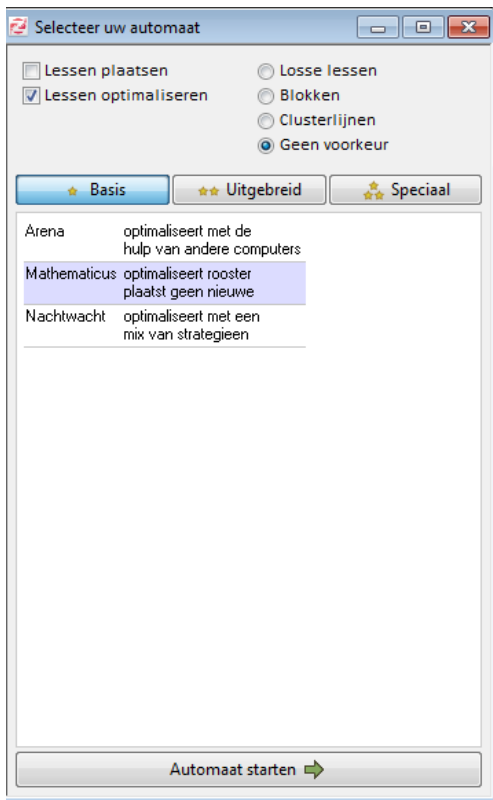 Selecteer uw automaat
Lessen plaatsen
Lessen optimaliseren
Losse lessen
Blokken
Clusterlijnen
Geen voorkeur
Basis
Uitgebreid
Speciaal
Arena optimaliseert met de
hulp van andere computers
Mathematicus optimaliseert rooster
plaatst geen nieuwe
Nachtwacht optimaliseert met een
mix van strategieen
Automaat starten